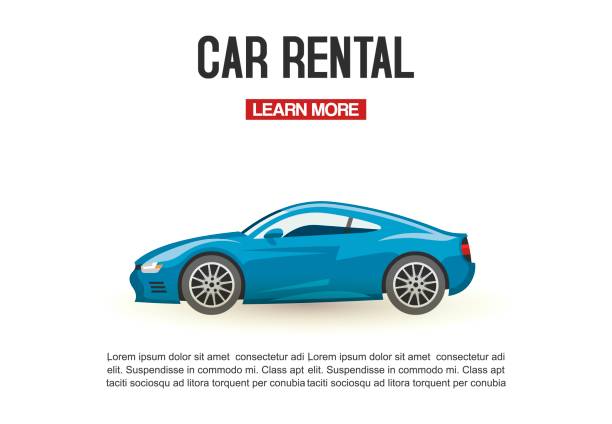 CAR RENTAL
LEARN MORE
Lorem ipsum dolor sit amet consectetur adi
elit. Suspendisse in commodo mi. Class apt
taciti sociosqu ad litora torquent per conubia
Lorem ipsum dolor sit amet consectetur adi
elit. Suspendisse in commodo mi. Class apt
taciti sociosqu ad litora torquent per conubia